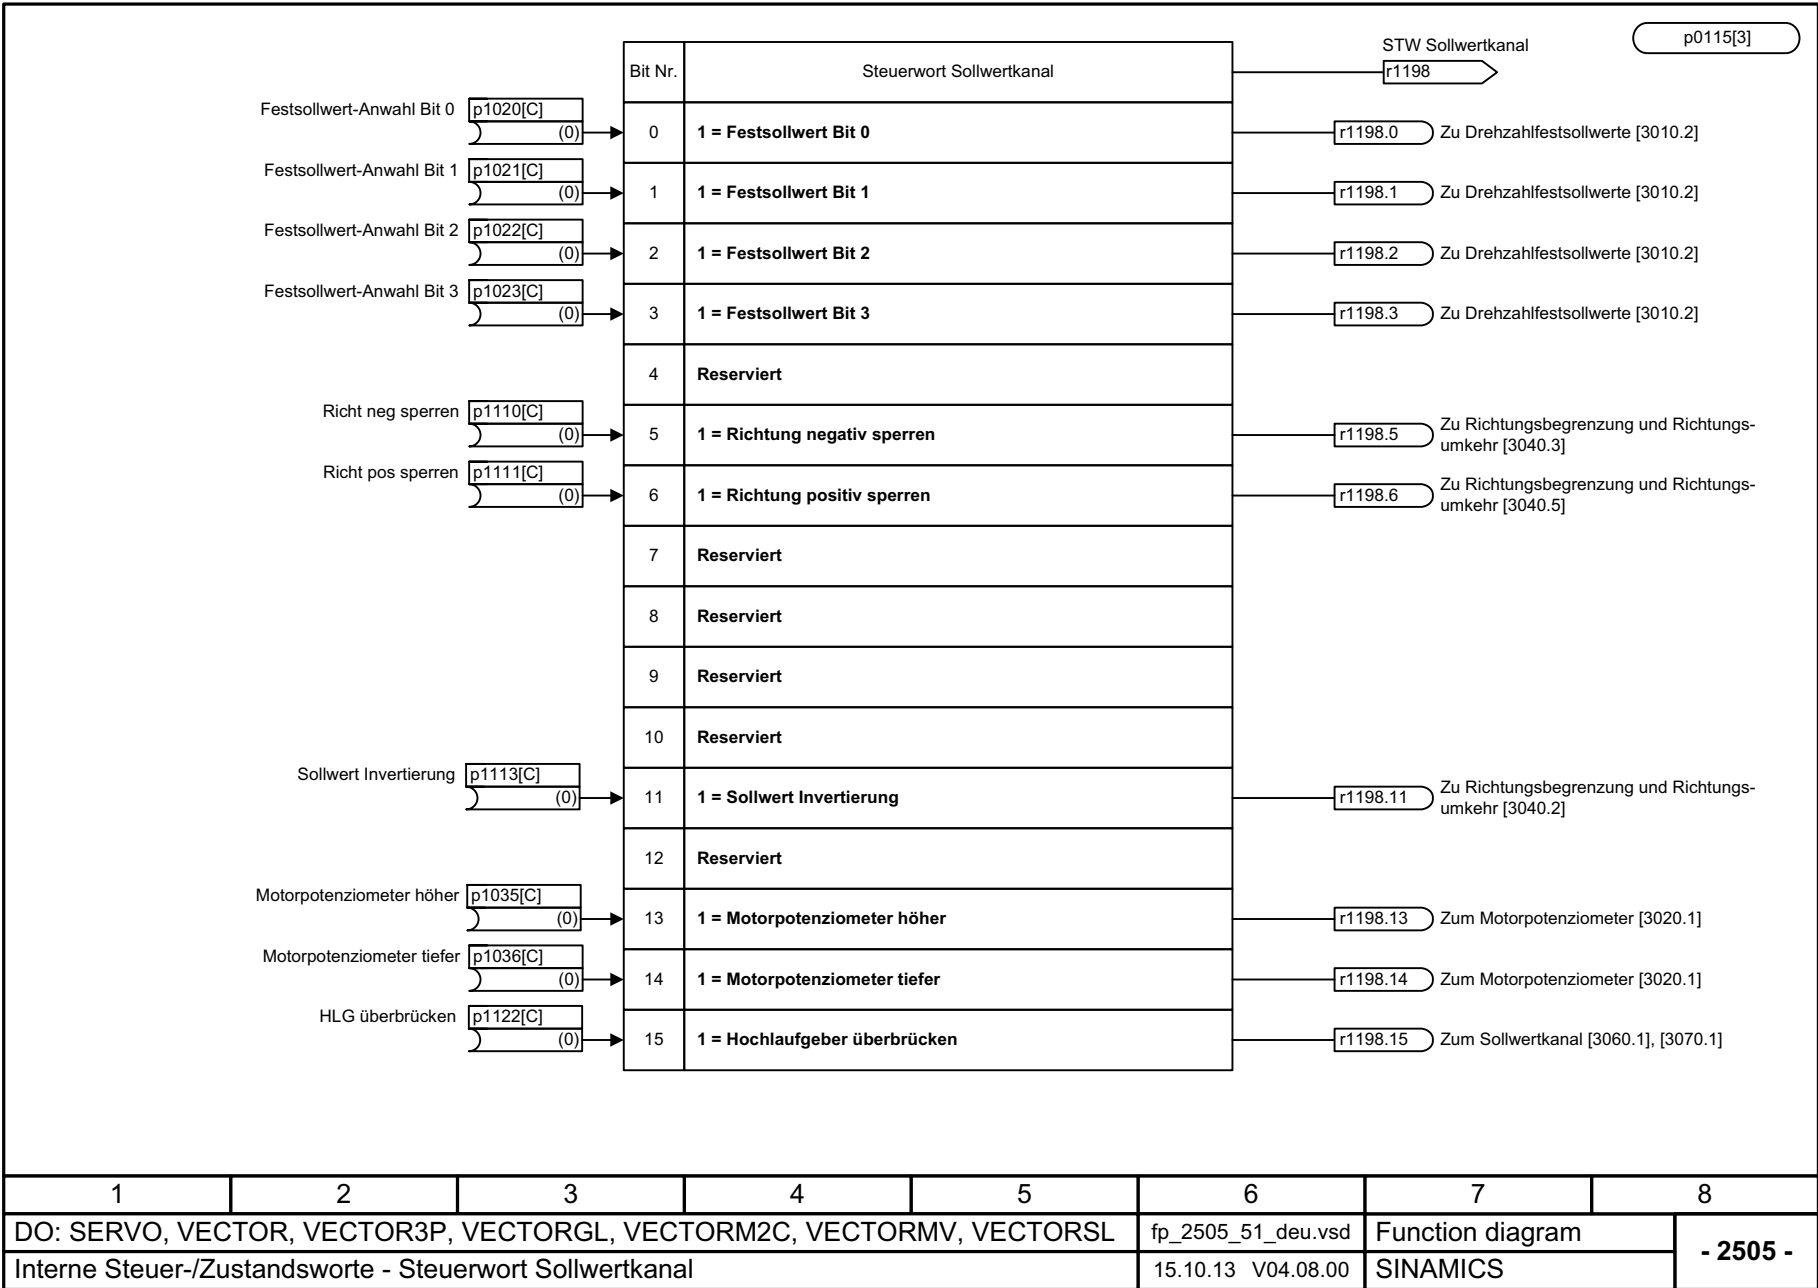 p0115[3]
STW Sollwertkanal
Bit Nr. Steuerwort Sollwertkanal r1198
Festsollwert-Anwahl Bit 0 p1020[C]
(0) 0 1 = Festsollwert Bit 0 r1198.0 Zu Drehzahlfestsollwerte [3010.2]
Festsollwert-Anwahl Bit 1 p1021[C]
(0) 1 1 = Festsollwert Bit 1 r1198.1 Zu Drehzahlfestsollwerte [3010.2]
Festsollwert-Anwahl Bit 2 p1022[C]
(0) 2 1 = Festsollwert Bit 2 r1198.2 Zu Drehzahlfestsollwerte [3010.2]
Festsollwert-Anwahl Bit 3 p1023[C]
(0) 3 1 = Festsollwert Bit 3 r1198.3 Zu Drehzahlfestsollwerte [3010.2]
4 Reserviert
Richt neg sperren p1110[C]
(0) 5 1 = Richtung negativ sperren r1198.5 Zu Richtungsbegrenzung und Richtungs-
umkehr [3040.3]
Richt pos sperren p1111[C]
(0) 6 1 = Richtung positiv sperren r1198.6 Zu Richtungsbegrenzung und Richtungs-
umkehr [3040.5]
7 Reserviert
8 Reserviert
9 Reserviert
10 Reserviert
Sollwert Invertierung p1113[C]
(0) 11 1 = Sollwert Invertierung r1198.11 Zu Richtungsbegrenzung und Richtungs-
umkehr [3040.2]
12 Reserviert
Motorpotenziometer höher p1035[C]
(0) 13 1 = Motorpotenziometer höher r1198.13 Zum Motorpotenziometer [3020.1]
Motorpotenziometer tiefer p1036[C]
(0) 14 1 = Motorpotenziometer tiefer r1198.14 Zum Motorpotenziometer [3020.1]
HLG überbrücken p1122[C]
(0) 15 1 = Hochlaufgeber überbrücken r1198.15 Zum Sollwertkanal [3060.1], [3070.1]
1 2 3 4 5 6 7 8
DO: SERVO, VECTOR, VECTOR3P, VECTORGL, VECTORM2C, VECTORMV, VECTORSL fp_2505_51_deu.vsd Function diagram
- 2505 -
Interne Steuer-/Zustandsworte - Steuerwort Sollwertkanal 15.10.13 V04.08.00 SINAMICS